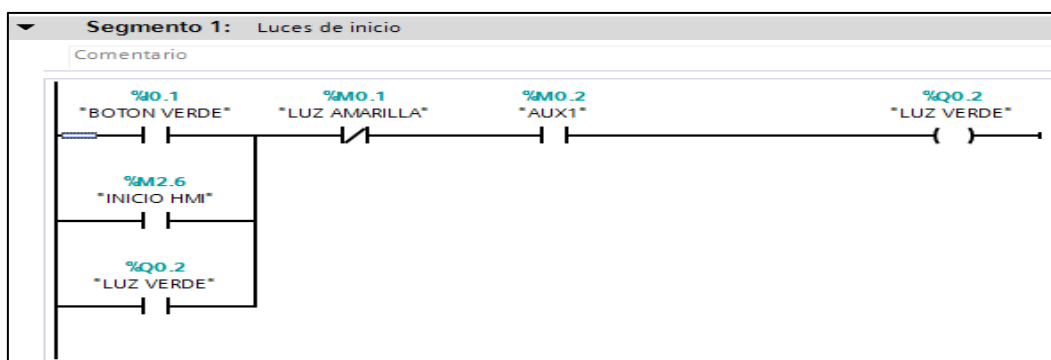 Segmento 1: Luces de inicio
Comentario
%I0.1 %M0.1 %M0.2 %Q0.2
"BOTON VERDE" "LUZ AMARILLA" "AUX1" "LUZ VERDE"
%M2.6
"INICIO HMI"
%Q0.2
"LUZ VERDE"